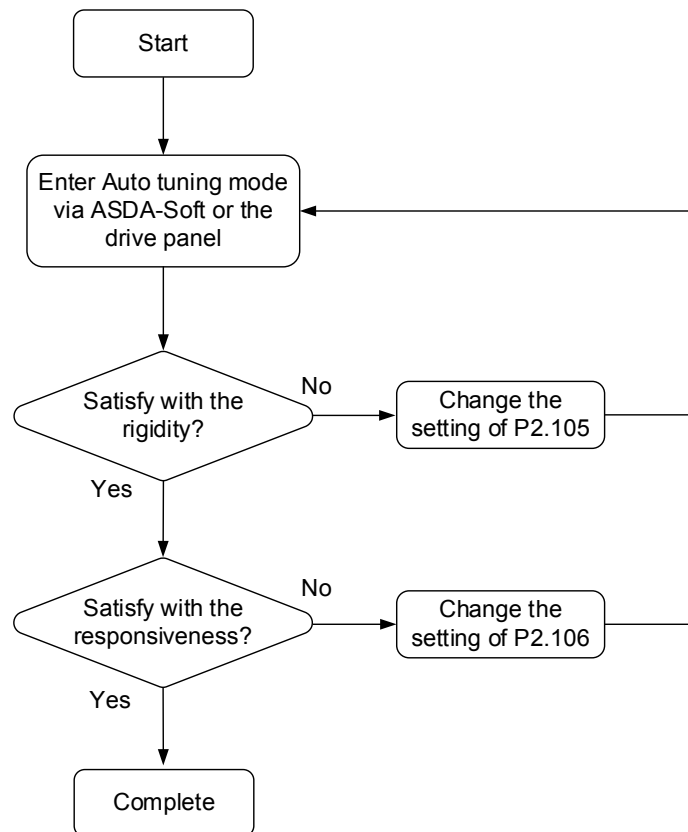 Start
Enter Auto tuning mode
via ASDA-Soft or the
drive panel
Satisfy with the
rigidity?
No
Change the
setting of P2.105
Yes
Satisfy with the
responsiveness?
No
Change the
setting of P2.106
Yes
Complete